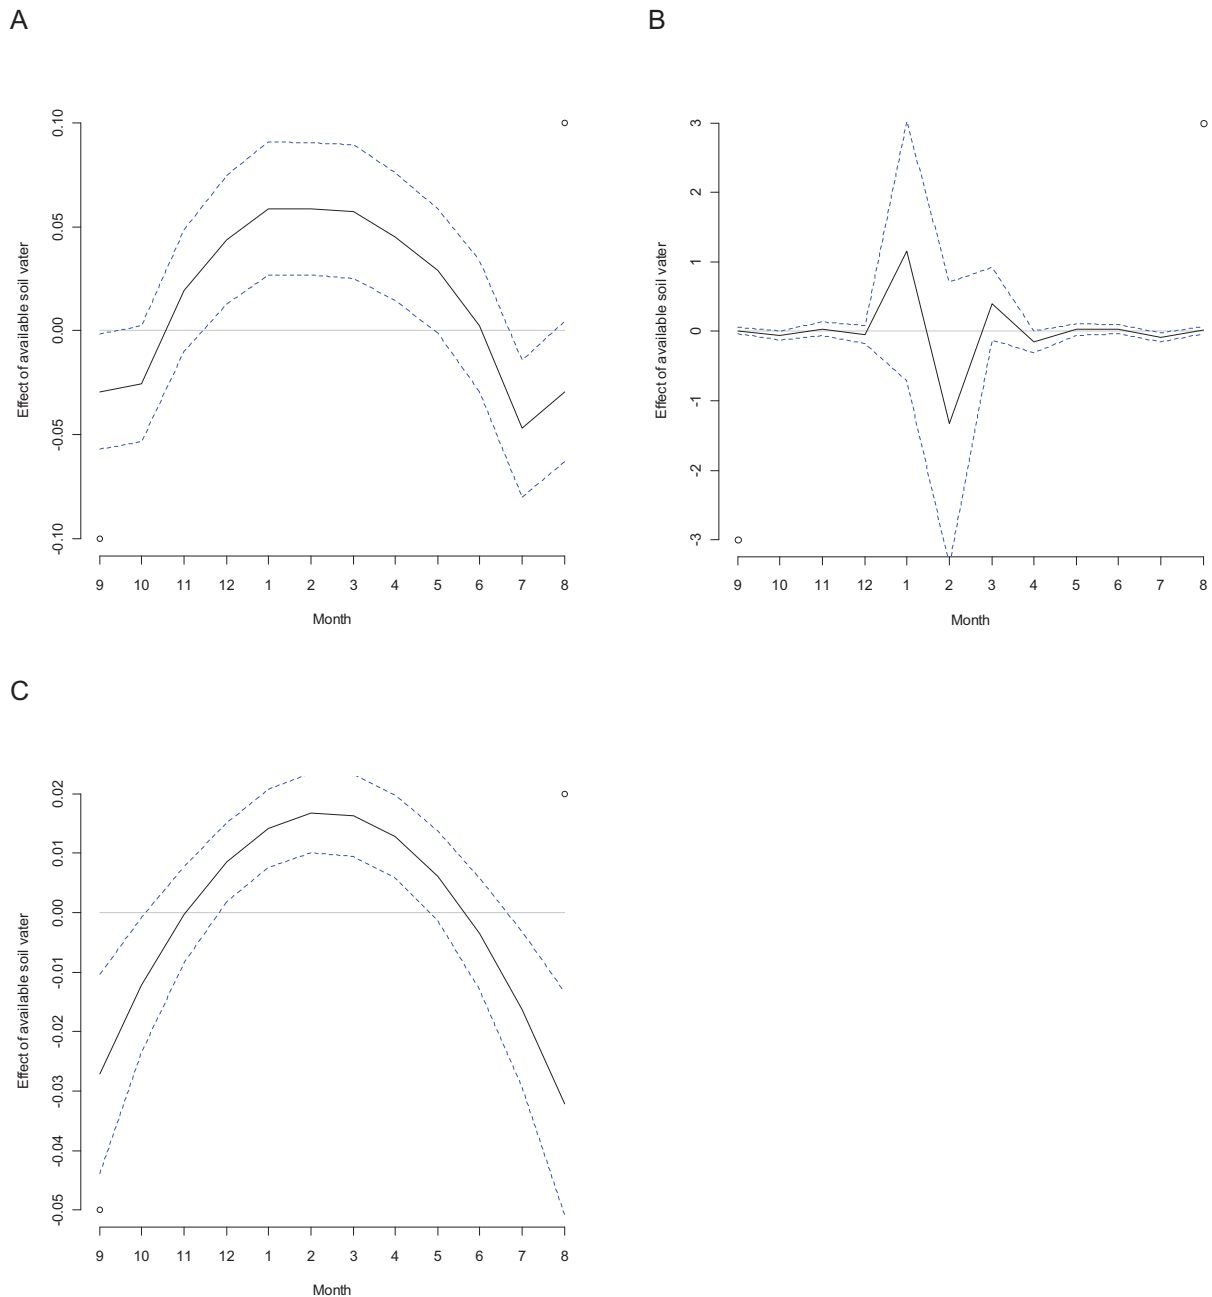 A
B
0.10
0.05
0.00
-0.05
-0.10
Effect of available soil vater
9 10 11 12 1 2 3 4 5 6 7 8
Month
3
2
1
0
-1
-2
-3
Effect of available soil vater
9 10 11 12 1 2 3 4 5 6 7 8
Month
C
0.02
0.01
0.00
-0.01
-0.02
-0.03
-0.04
-0.05
Effect of available soil vater
9 10 11 12 1 2 3 4 5 6 7 8
Month